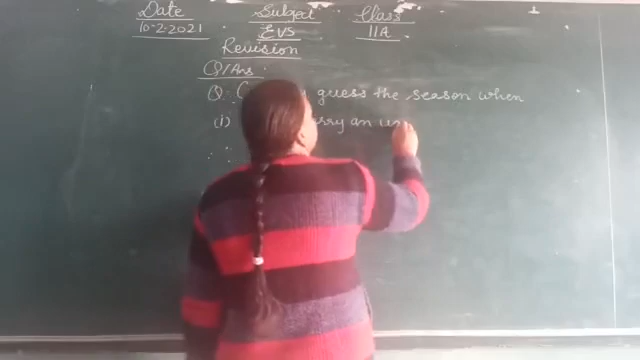 Date Subject Class
10-2-2021 EVS IIA
Revision
Q/Ans
Q. guess the season when
(i) an